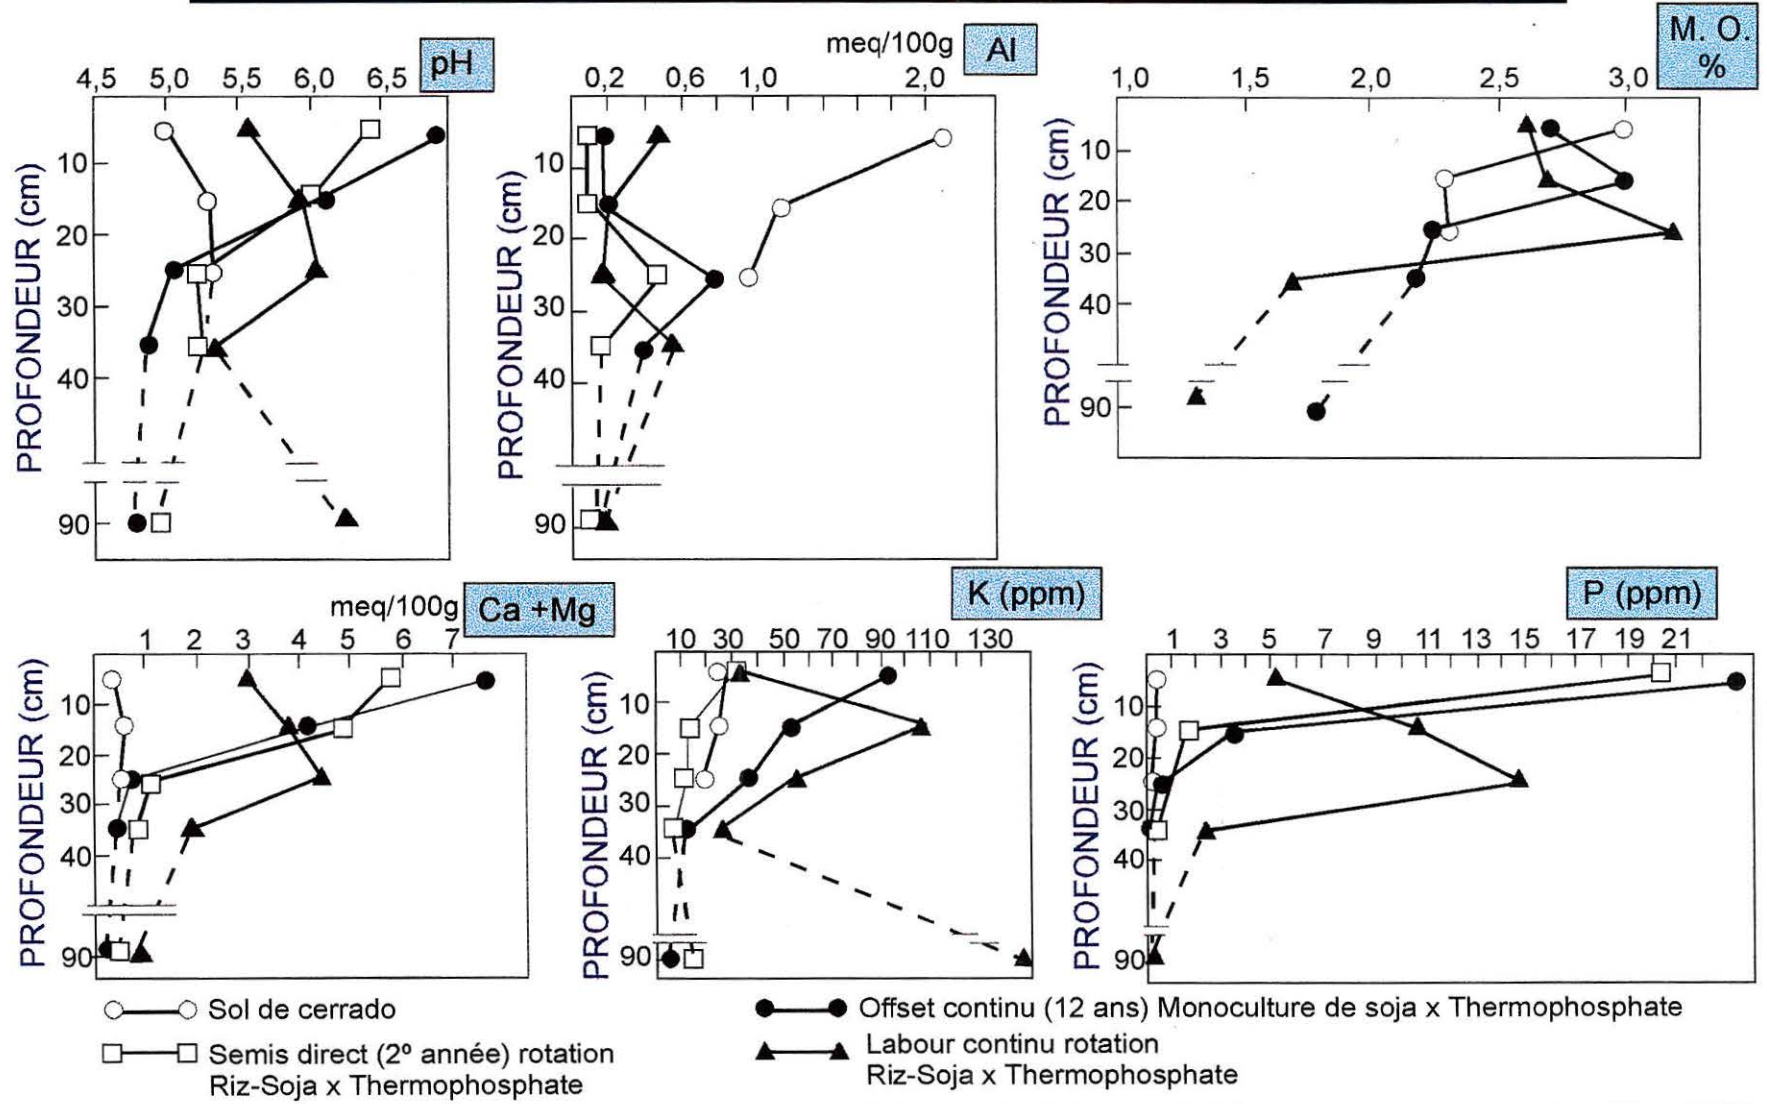 pH
4,5 5,0 5,5 6,0 6,5
PROFONDEUR (cm)
10
20
30
40
90
meq/100g Al
0,2 0,6 1,0 2,0
PROFONDEUR (cm)
10
20
30
40
90
M. O.
%
1,0 1,5 2,0 2,5 3,0
PROFONDEUR (cm)
10
20
30
40
90
meq/100g Ca +Mg
1 2 3 4 5 6 7
PROFONDEUR (cm)
10
20
30
40
90
K (ppm)
10 30 50 70 90 110 130
PROFONDEUR (cm)
10
20
30
40
90
P (ppm)
1 3 5 7 9 11 13 15 17 19 21
PROFONDEUR (cm)
10
20
30
40
90
Sol de cerrado
Semis direct (2º année) rotation
Riz-Soja x Thermophosphate
Offset continu (12 ans) Monoculture de soja x Thermophosphate
Labour continu rotation
Riz-Soja x Thermophosphate